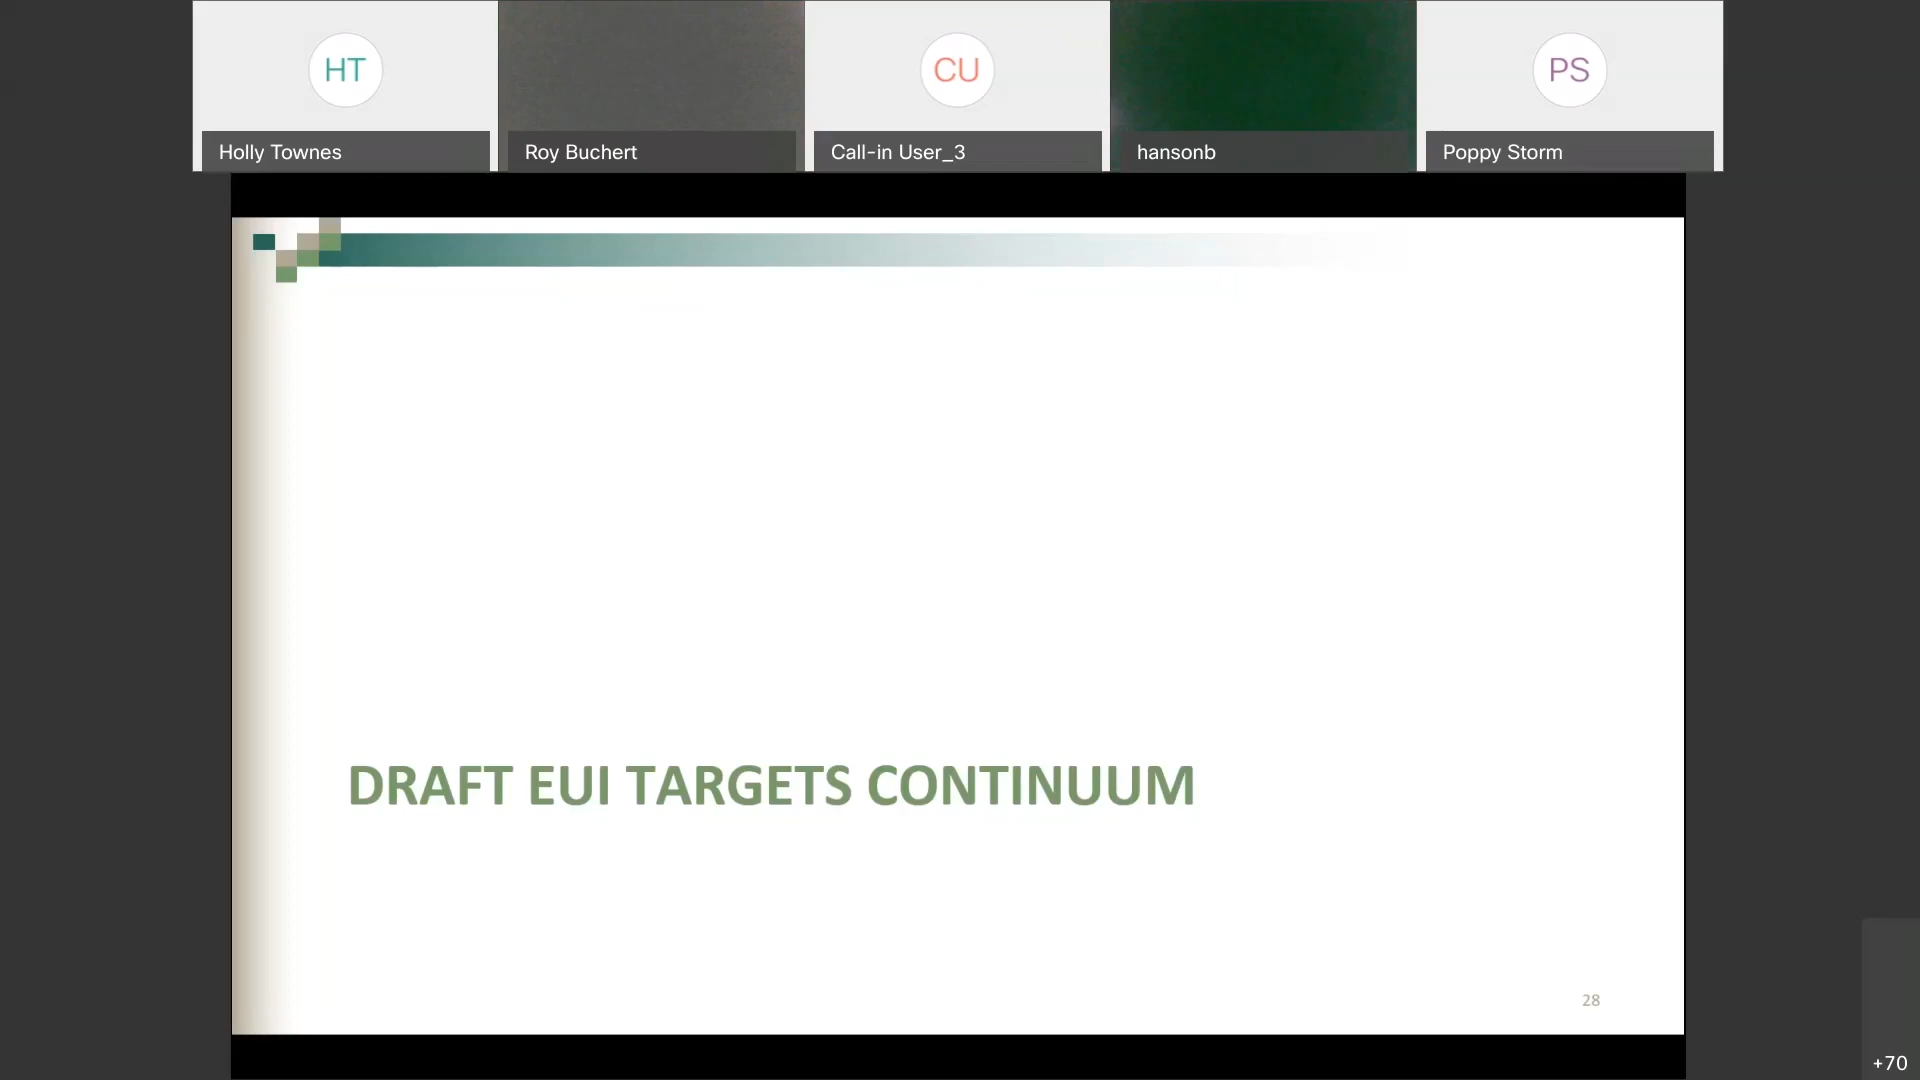 HT
CU
PS
Holly Townes
Roy Buchert
Call-in User_3
hansonb
Poppy Storm
DRAFT EUI TARGETS CONTINUUM
28
+70